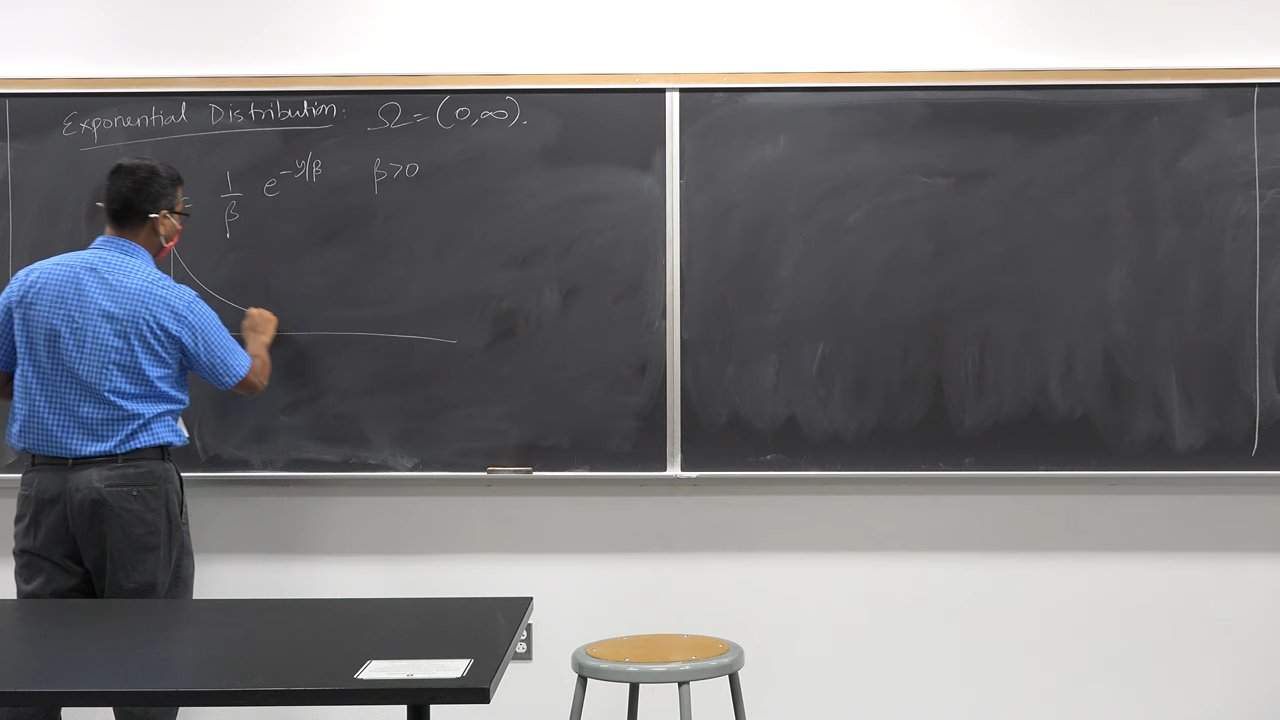 Exponential Distribution: Ω = (0,∞).
= 1/β e^{-y/β} β>0